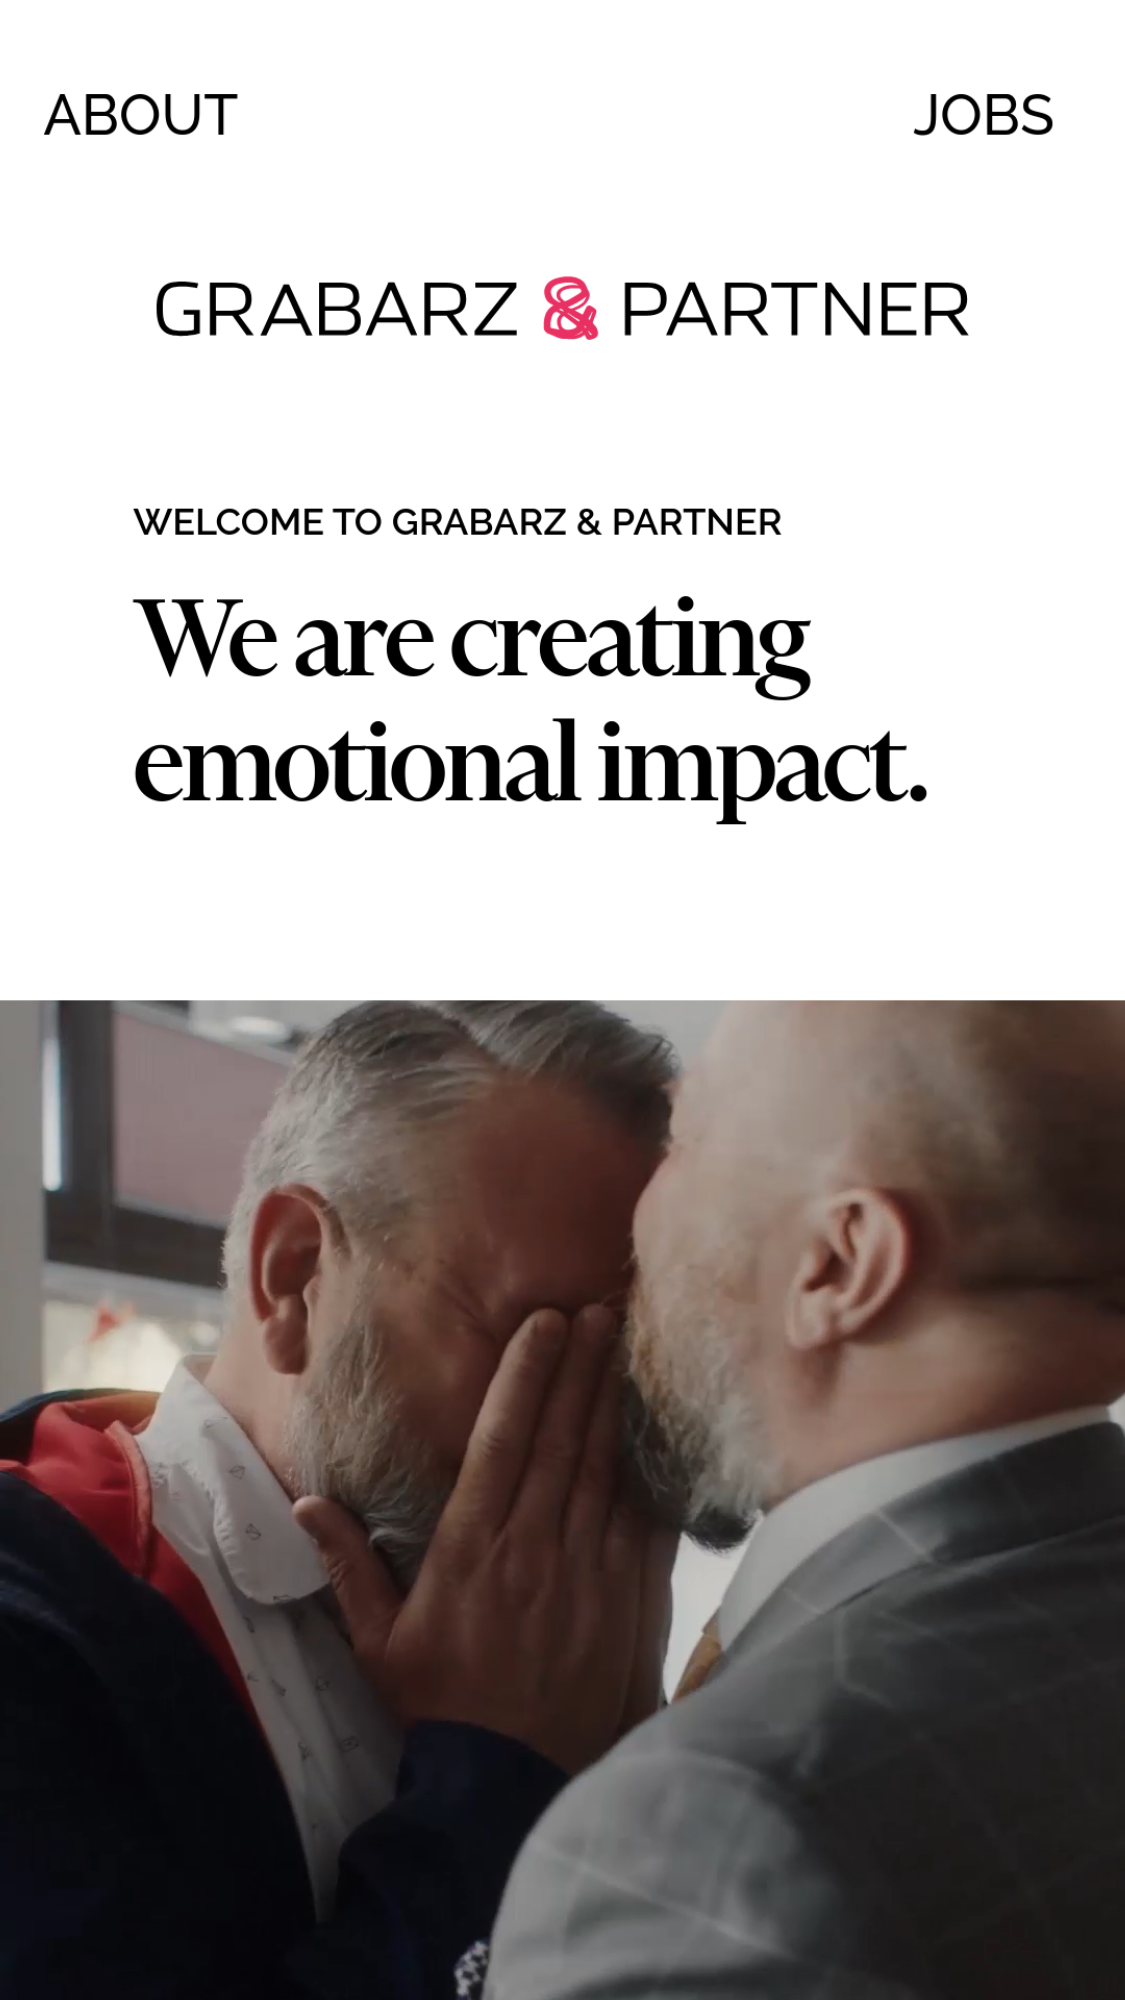 ABOUT
JOBS
GRABARZ & PARTNER
WELCOME TO GRABARZ & PARTNER
We are creating
emotional impact.